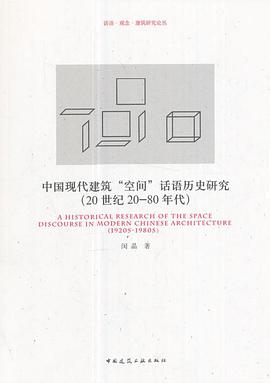 话语·观念·建筑研究论丛
中国现代建筑“空间”话语历史研究
(20世纪20-80年代)
A HISTORICAL RESEARCH OF THE SPACE
DISCOURSE IN MODERN CHINESE ARCHITECTURE
(1920S-1980S)
闵晶 著
中国建筑工业出版社